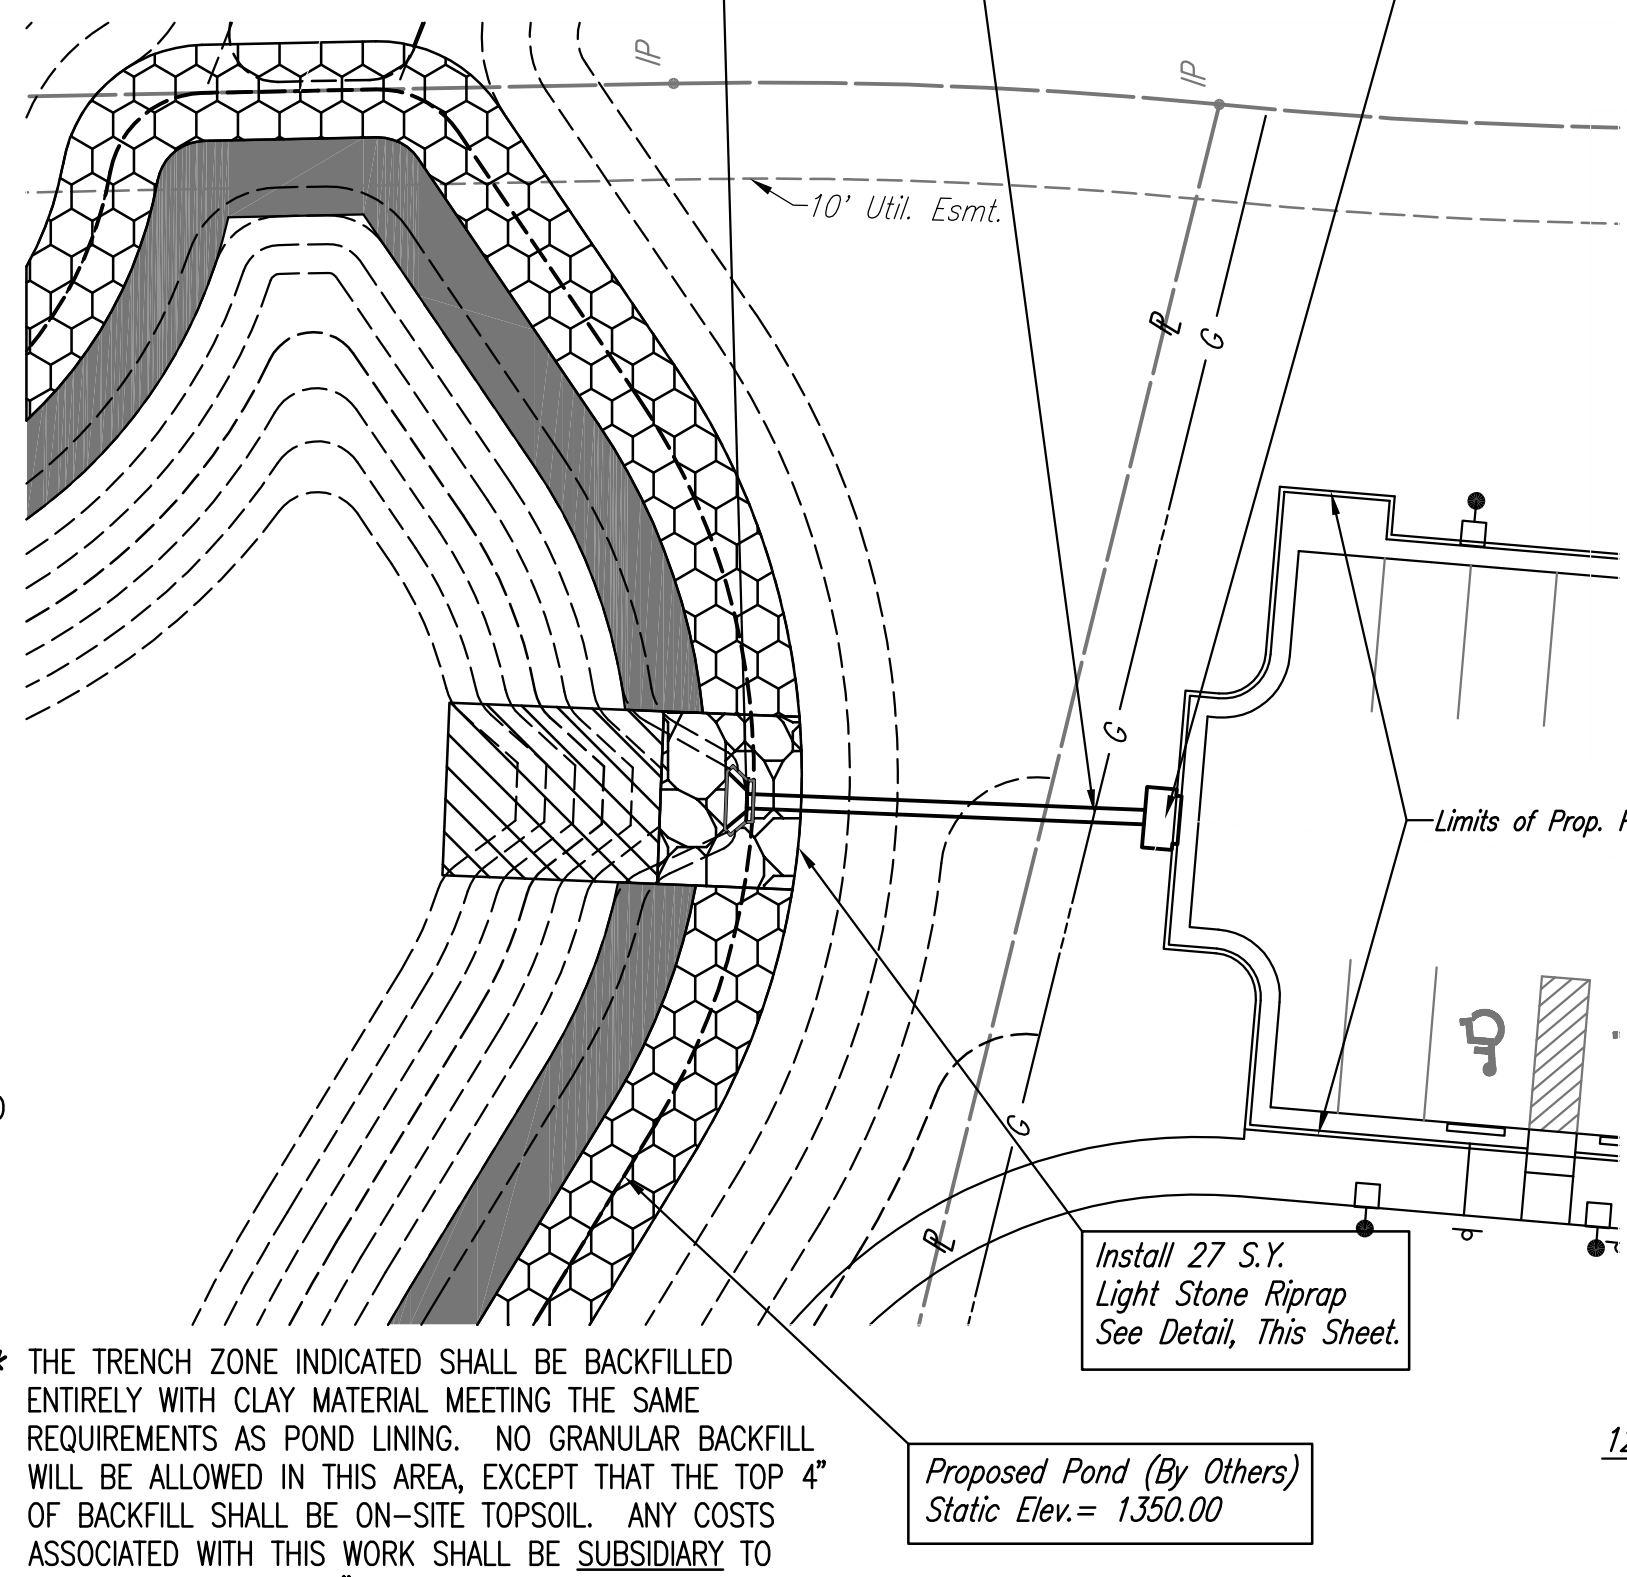 IP
IP
10' Util. Esmt.
PL
G
G
Limits of Prop.
G
PL
Install 27 S.Y.
Light Stone Riprap
See Detail, This Sheet.
* THE TRENCH ZONE INDICATED SHALL BE BACKFILLED
ENTIRELY WITH CLAY MATERIAL MEETING THE SAME
REQUIREMENTS AS POND LINING. NO GRANULAR BACKFILL
WILL BE ALLOWED IN THIS AREA, EXCEPT THAT THE TOP 4"
OF BACKFILL SHALL BE ON-SITE TOPSOIL. ANY COSTS
ASSOCIATED WITH THIS WORK SHALL BE SUBSIDIARY TO
Proposed Pond (By Others)
Static Elev.= 1350.00